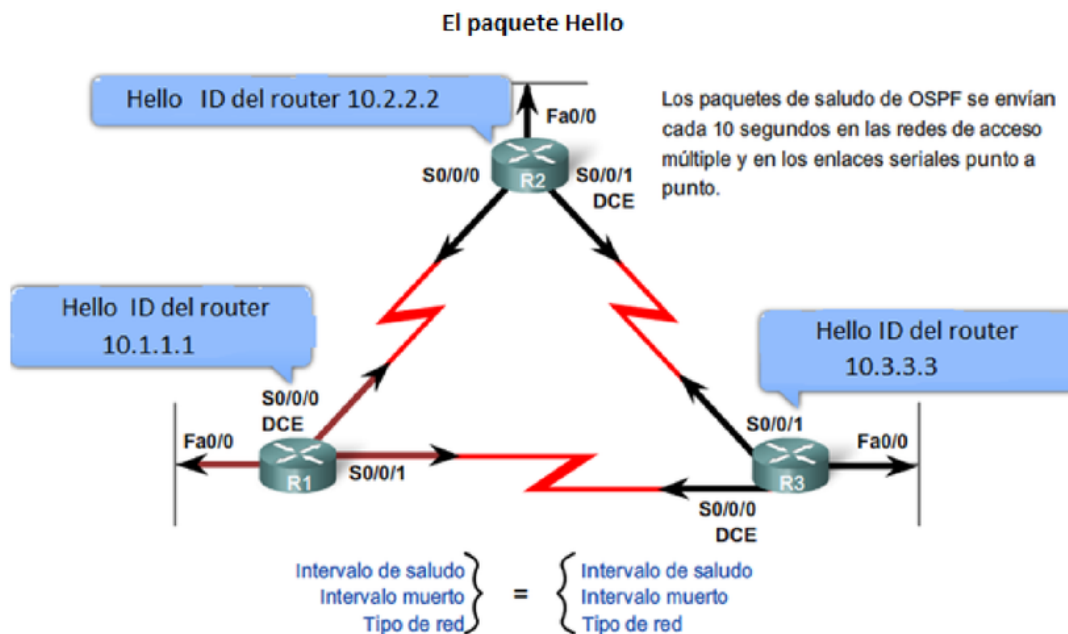 El paquete Hello
Hello ID del router 10.2.2.2
Los paquetes de saludo de OSPF se envían
cada 10 segundos en las redes de acceso
múltiple y en los enlaces seriales punto a
punto.
Fa0/0
S0/0/0
R2
S0/0/1
DCE
Hello ID del router
10.1.1.1
Hello ID del router
10.3.3.3
S0/0/0
DCE
Fa0/0
R1
S0/0/1
S0/0/1
Fa0/0
R3
S0/0/0
DCE
Intervalo de saludo
Intervalo muerto
Tipo de red
=
Intervalo de saludo
Intervalo muerto
Tipo de red